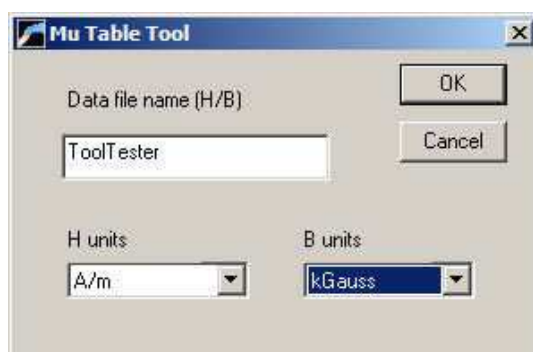 Mu Table Tool
Data file name (H/B)
OK
ToolTester
Cancel
H units
B units
A/m
kGauss